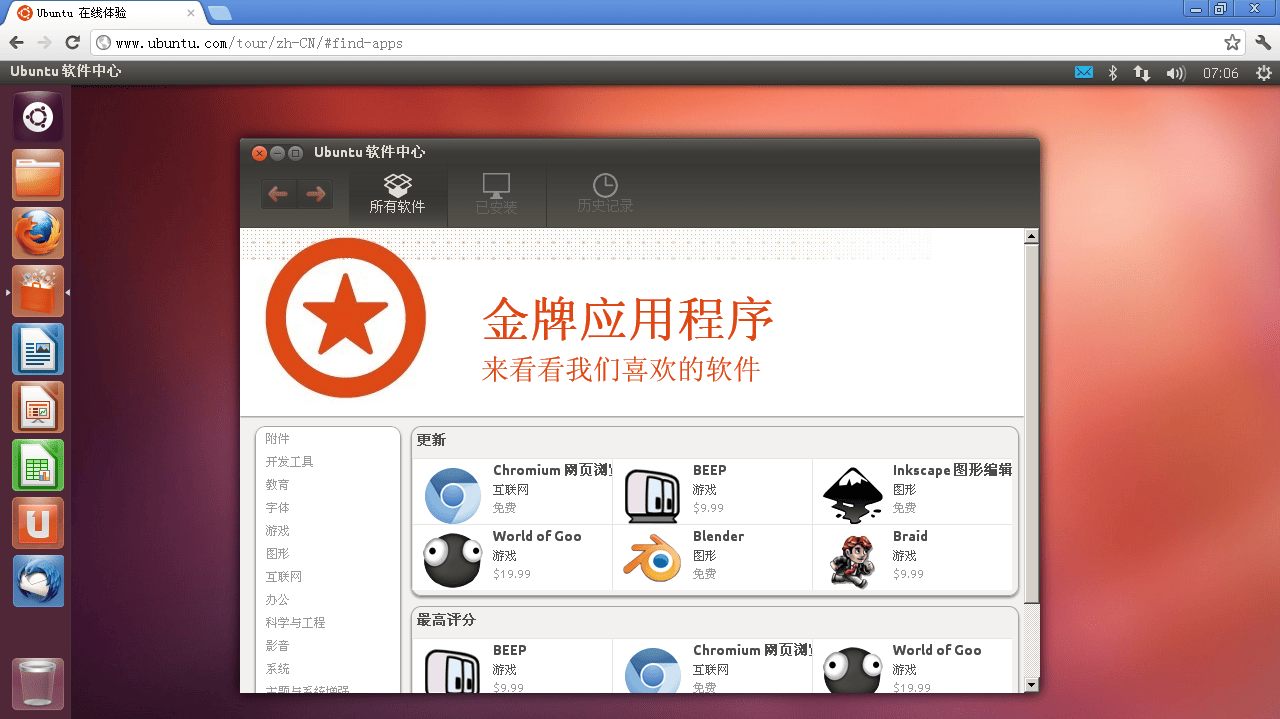 Ubuntu 在线体验
www.ubuntu.com/tour/zh-CN/#find-apps
Ubuntu 软件中心
07:06
Ubuntu 软件中心
所有软件
已安装
历史记录
金牌应用程序
来看看我们喜欢的软件
附件
开发工具
教育
字体
游戏
图形
互联网
办公
科学与工程
影音
系统
主题与系统增强
更新
Chromium 网页浏
互联网
免费
BEEP
游戏
$9.99
Inkscape 图形编辑
图形
免费
World of Goo
游戏
$19.99
Blender
图形
免费
Braid
游戏
$9.99
最高评分
BEEP
游戏
$9.99
Chromium 网页浏
互联网
免费
World of Goo
游戏
$19.99